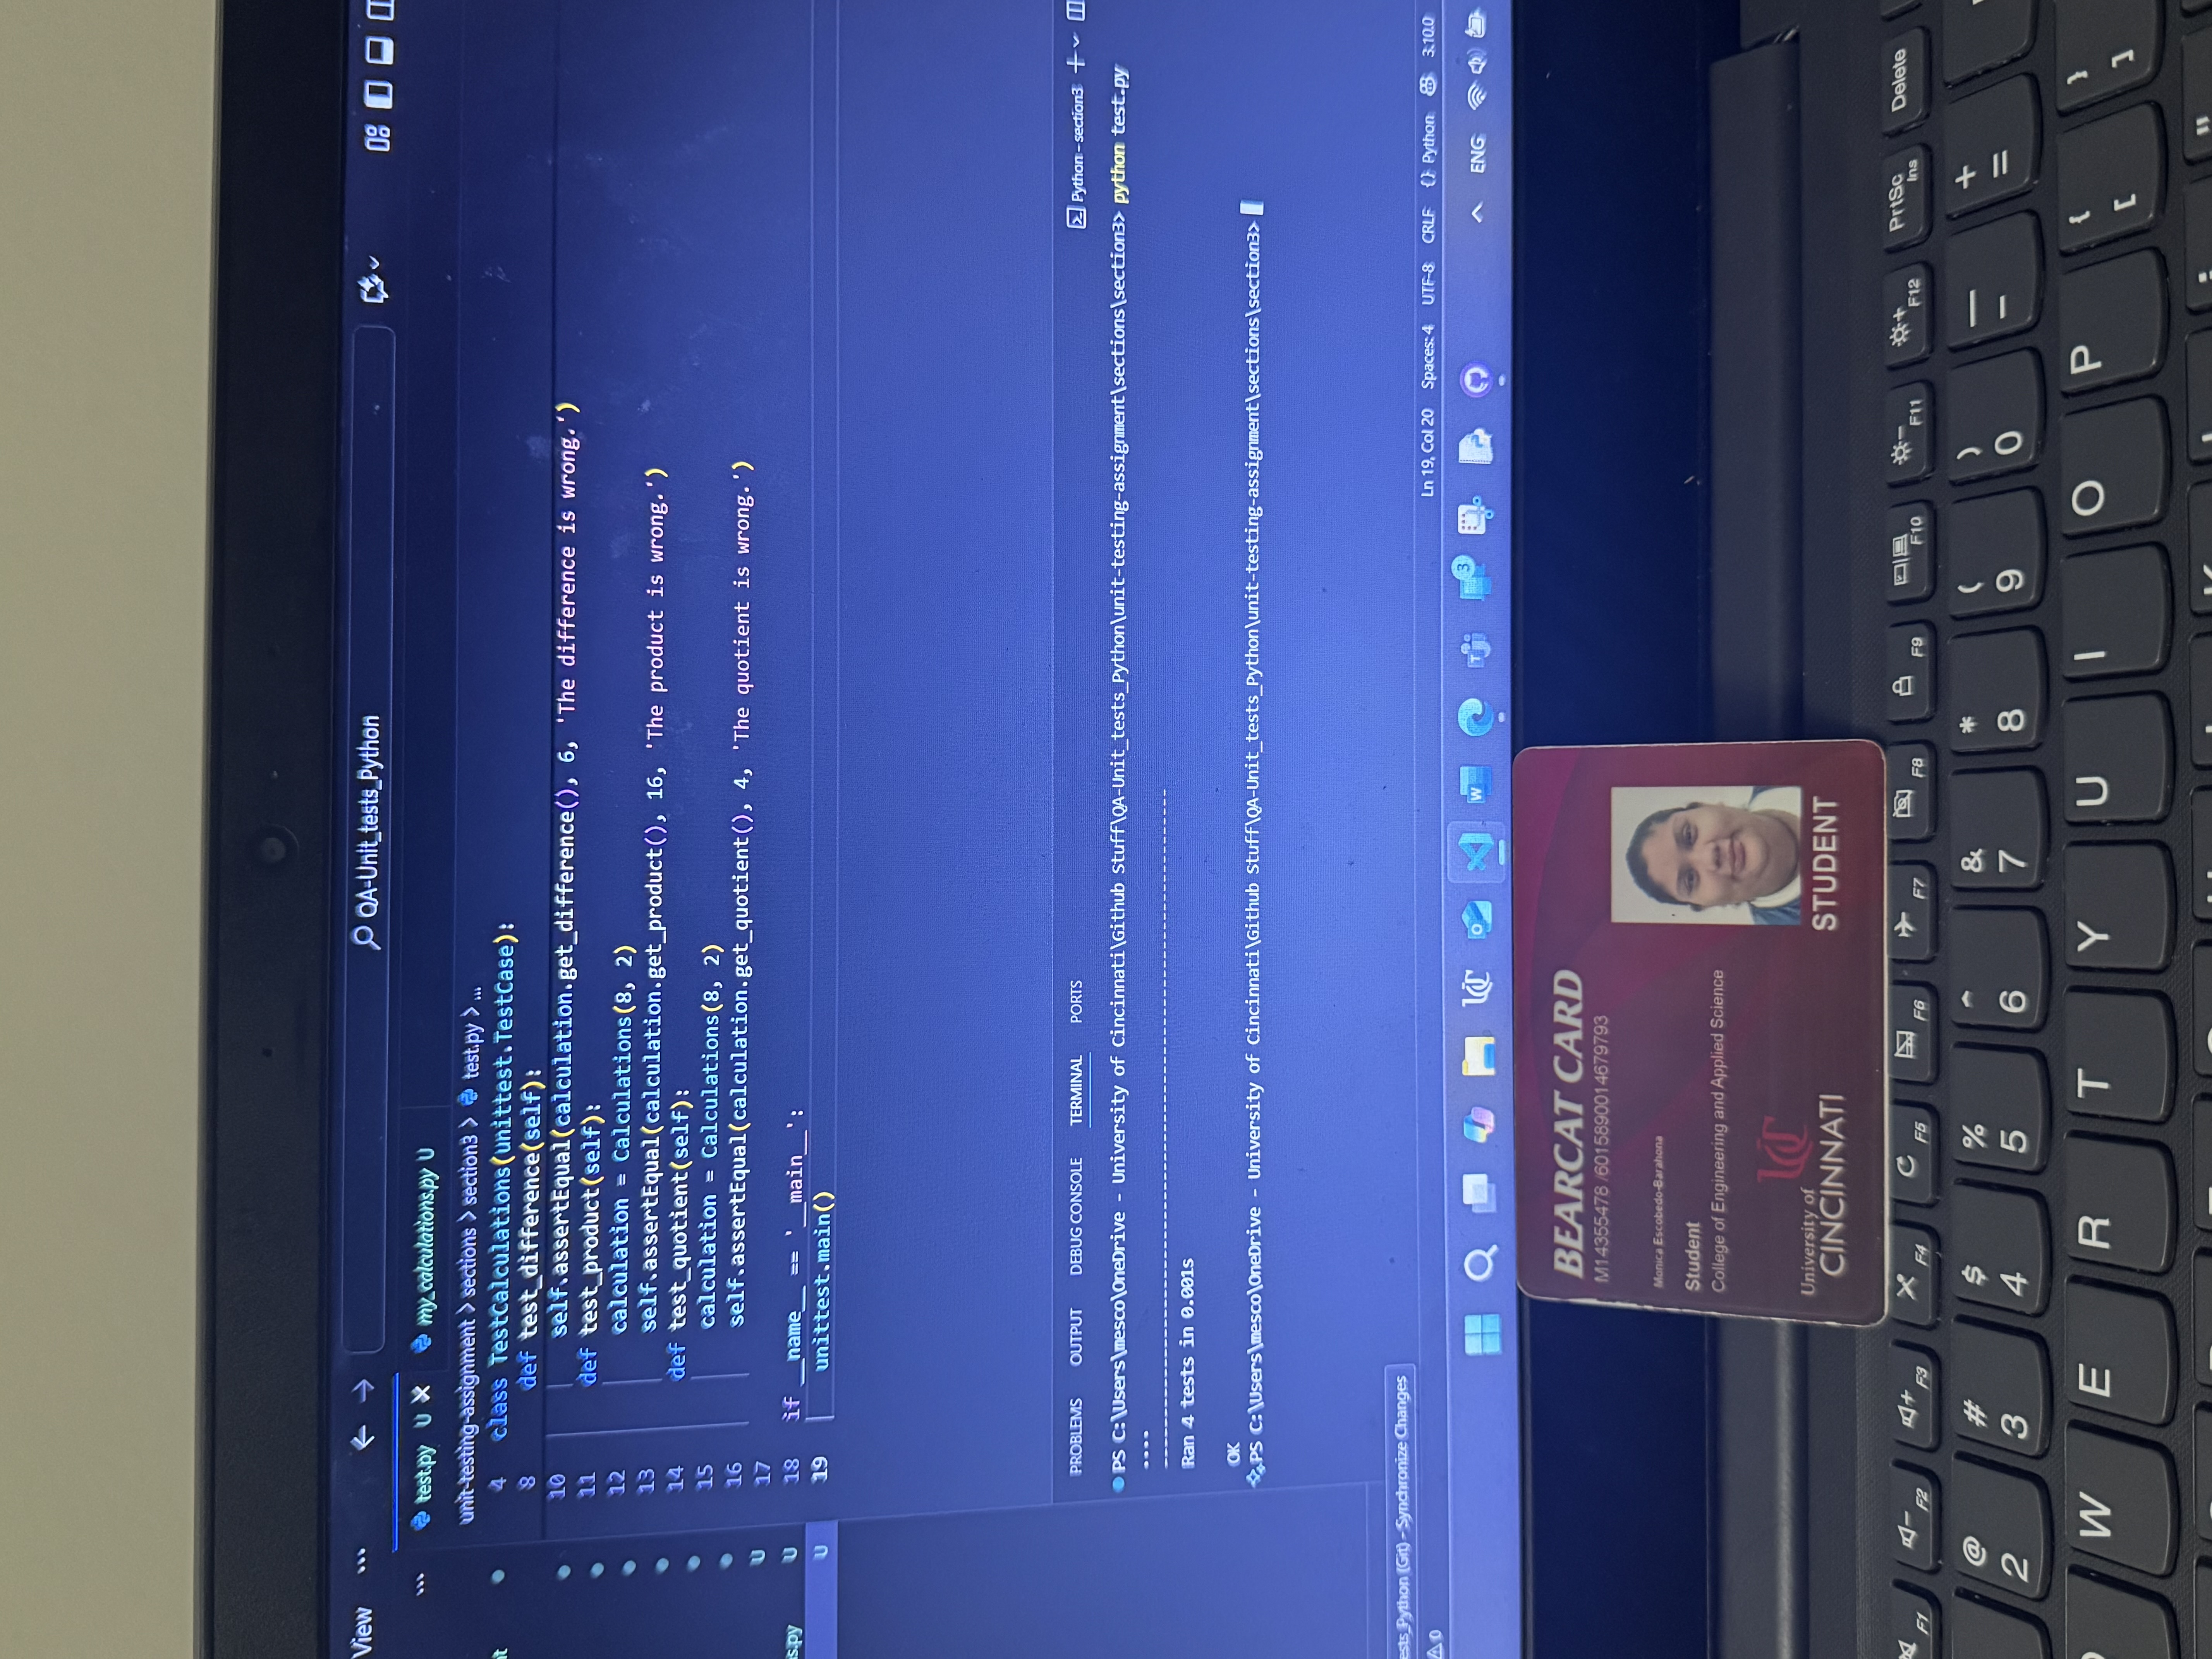 View ... QA-Unit_tests_Python
... test.py U my_calculations.py U
unit-testing-assignment > sections > section3 > test.py > ...
4 class TestCalculations(unittest.TestCase):
8 def test_difference(self):
10 self.assertEqual(calculation.get_difference(), 6, 'The difference is wrong.')
11 def test_product(self):
12 calculation = Calculations(8, 2)
13 self.assertEqual(calculation.get_product(), 16, 'The product is wrong.')
14 def test_quotient(self):
15 calculation = Calculations(8, 2)
16 self.assertEqual(calculation.get_quotient(), 4, 'The quotient is wrong.')
U 17
s.py U 18 if __name__ == '__main__':
U 19 unittest.main()
PROBLEMS OUTPUT DEBUG CONSOLE TERMINAL PORTS Python - section3
PS C:\Users\mesco\OneDrive - University of Cincinnati\Github Stuff\QA-Unit_tests_Python\unit-testing-assignment\sections\section3> python test.py
....
----------------------------------------------------------------------
Ran 4 tests in 0.001s
OK
PS C:\Users\mesco\OneDrive - University of Cincinnati\Github Stuff\QA-Unit_tests_Python\unit-testing-assignment\sections\section3>
ests_Python (Git) - Synchronize Changes
0 Ln 19, Col 20 Spaces: 4 UTF-8 CRLF {} Python 3.10.0
UC 3 ENG
BEARCAT CARD
M14355478 /6015890014679793
Monica Escobedo-Barahona
Student
College of Engineering and Applied Science
UC
University of
CINCINNATI
STUDENT
F1 F2 F3 F4 F5 F6 F7 F8 F9 F10 F11 F12 PrtSc Ins Delete
@ # $ % ^ & * ( ) — +
2 3 4 5 6 7 8 9 0 - =
W E R T Y U I O P { }
[ ]